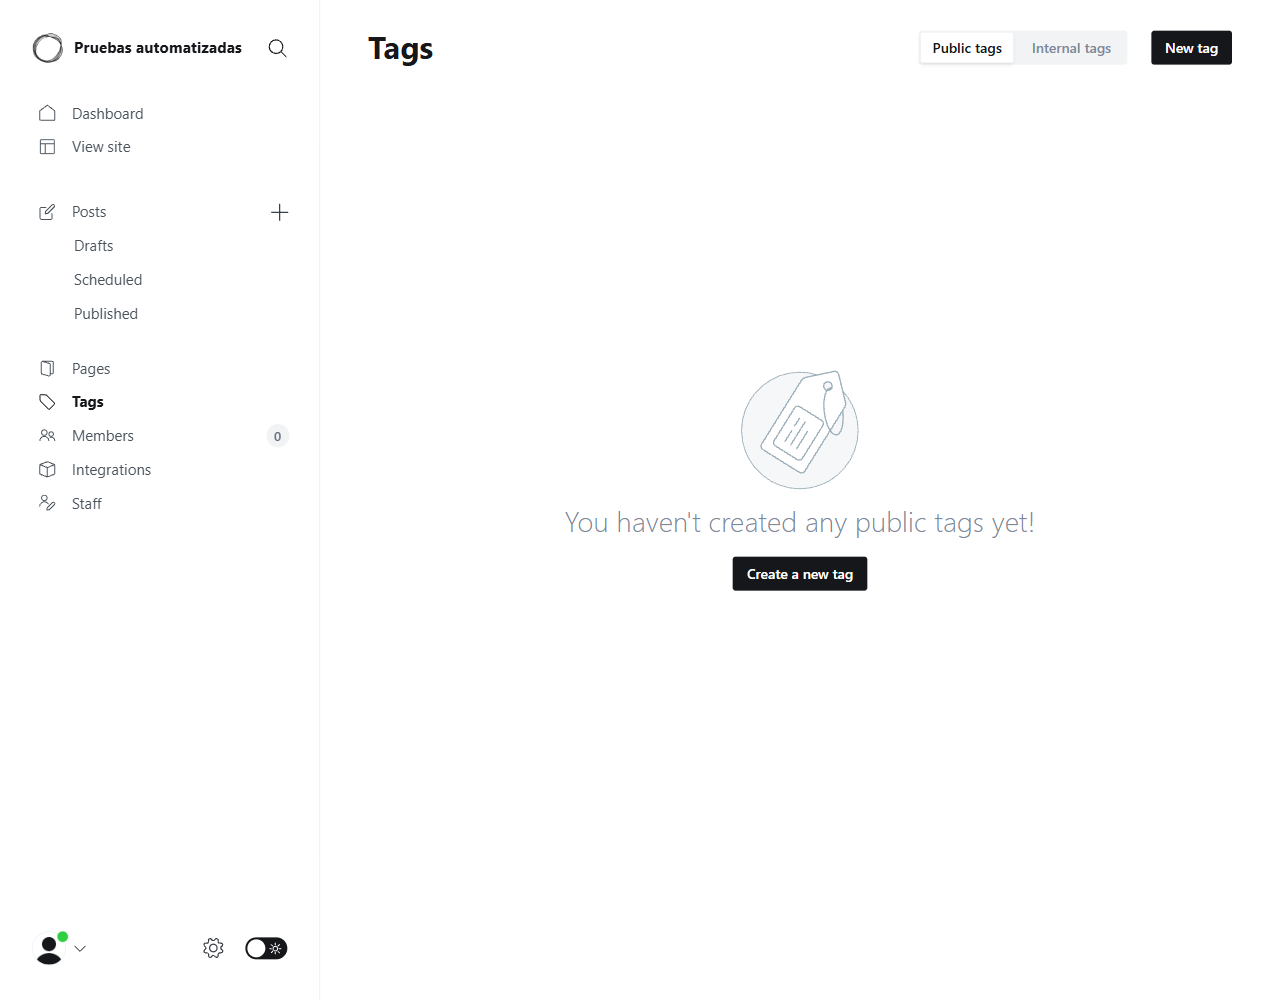 Pruebas automatizadas
Dashboard
View site
Posts
Drafts
Scheduled
Published
Pages
Tags
Members 0
Integrations
Staff
Tags
Public tags
Internal tags
New tag
You haven't created any public tags yet!
Create a new tag